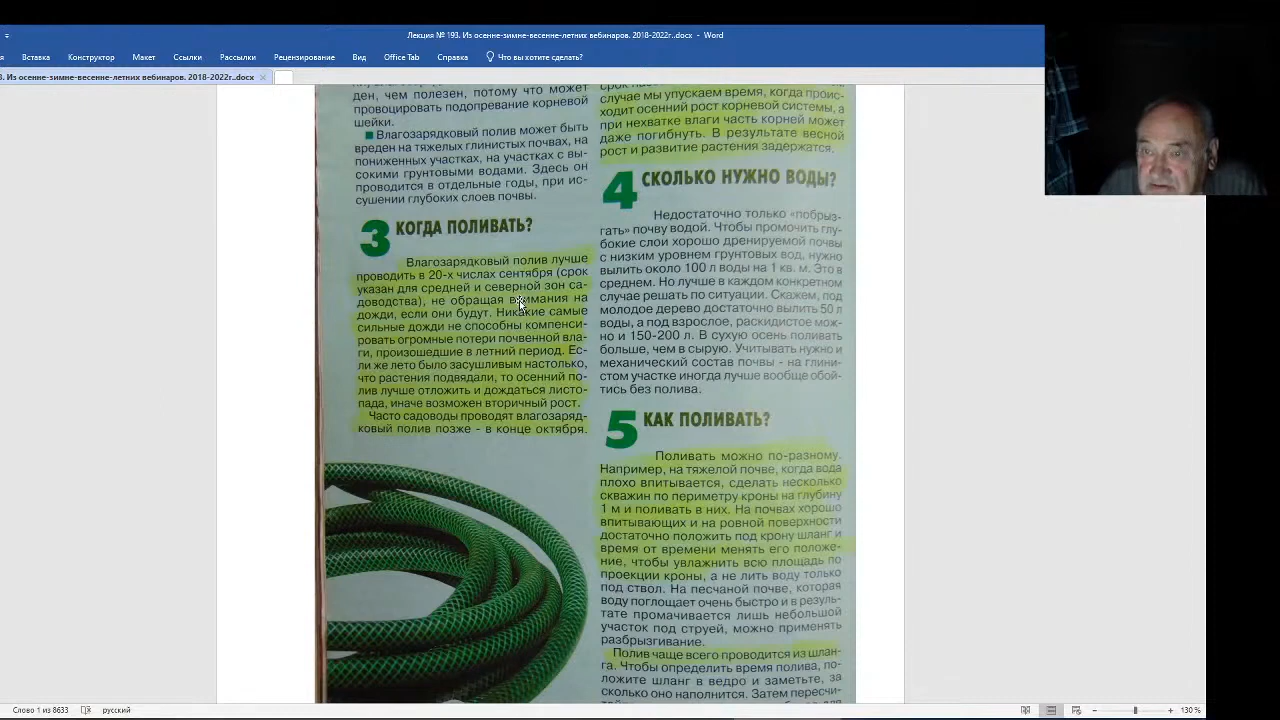 Лекция № 193. Из осенне-зимне-весенне-летних вебинаров. 2018-2022г..docx - Word
Вставка Конструктор Макет Ссылки Рассылки Рецензирование Вид Office Tab Справка Что вы хотите сделать?
3. Из осенне-зимне-весенне-летних вебинаров. 2018-2022г..docx
ден, чем полезен, потому что может
провоцировать подопревание корневой
шейки.
Влагозарядковый полив может быть
вреден на тяжелых глинистых почвах, на
пониженных участках, на участках с вы-
сокими грунтовыми водами. Здесь он
проводится в отдельные годы, при ис-
сушении глубоких слоев почвы.
3 КОГДА ПОЛИВАТЬ?
Влагозарядковый полив лучше
проводить в 20-х числах сентября (срок
указан для средней и северной зон са-
доводства), не обращая внимания на
дожди, если они будут. Никакие самые
сильные дожди не способны компенси-
ровать огромные потери почвенной вла-
ги, произошедшие в летний период. Ес-
ли же лето было засушливым настолько,
что растения подвядали, то осенний по-
лив лучше отложить и дождаться листо-
пада, иначе возможен вторичный рост.
Часто садоводы проводят влагозаряд-
ковый полив позже - в конце октября.
случае мы упускаем время, когда проис-
ходит осенний рост корневой системы, а
при нехватке влаги часть корней может
даже погибнуть. В результате весной
рост и развитие растения задержатся.
4 СКОЛЬКО НУЖНО ВОДЫ?
Недостаточно только «побрыз-
гать» почву водой. Чтобы промочить глу-
бокие слои хорошо дренируемой почвы
с низким уровнем грунтовых вод, нужно
вылить около 100 л воды на 1 кв. м. Это в
среднем. Но лучше в каждом конкретном
случае решать по ситуации. Скажем, под
молодое дерево достаточно вылить 50 л
воды, а под взрослое, раскидистое мож-
но и 150-200 л. В сухую осень поливать
больше, чем в сырую. Учитывать нужно и
механический состав почвы - на глини-
стом участке иногда лучше вообще обой-
тись без полива.
5 КАК ПОЛИВАТЬ?
Поливать можно по-разному.
Например, на тяжелой почве, когда вода
плохо впитывается, сделать несколько
скважин по периметру кроны на глубину
1 м и поливать в них. На почвах хорошо
впитывающих и на ровной поверхности
достаточно положить под крону шланг и
время от времени менять его положе-
ние, чтобы увлажнить всю площадь по
проекции кроны, а не лить воду только
под ствол. На песчаной почве, которая
воду поглощает очень быстро и в резуль-
тате промачивается лишь небольшой
участок под струей, можно применять
разбрызгивание.
Полив чаще всего проводится из шлан-
га. Чтобы определить время полива, по-
ложите шланг в ведро и заметьте, за
сколько оно наполнится. Затем пересчи-
Слово 1 из 8633 русский 130 %